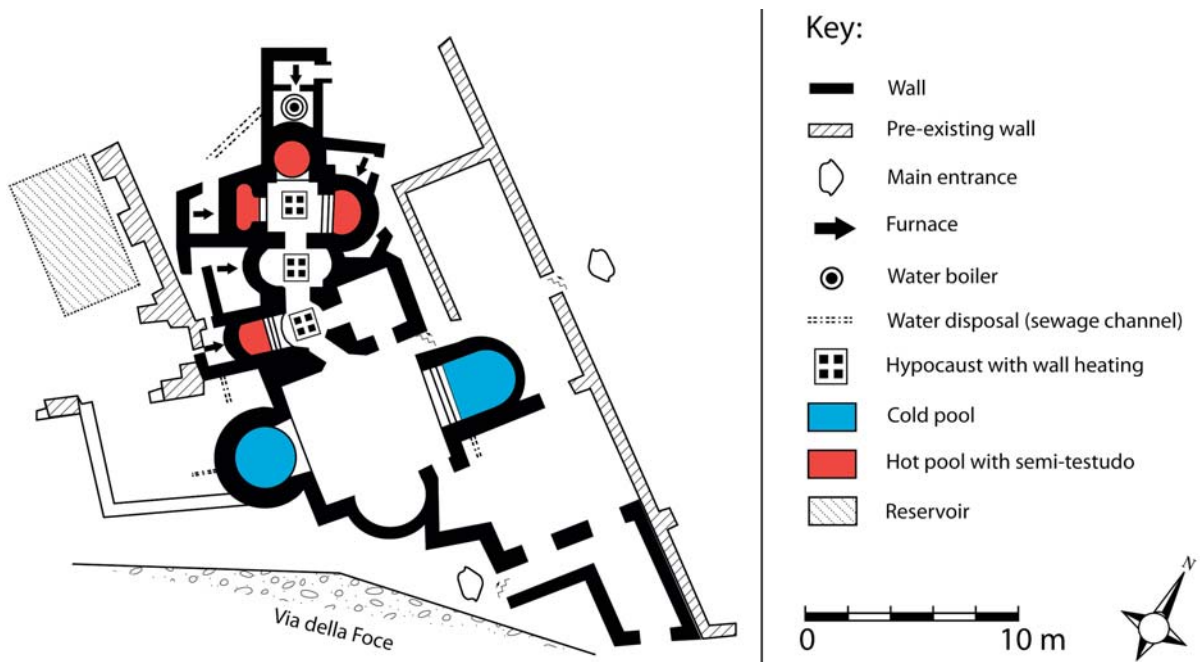 Key:
Wall
Pre-existing wall
Main entrance
Furnace
Water boiler
Water disposal (sewage channel)
Hypocaust with wall heating
Cold pool
Hot pool with semi-testudo
Reservoir
N
0 10 m
Via della Foce